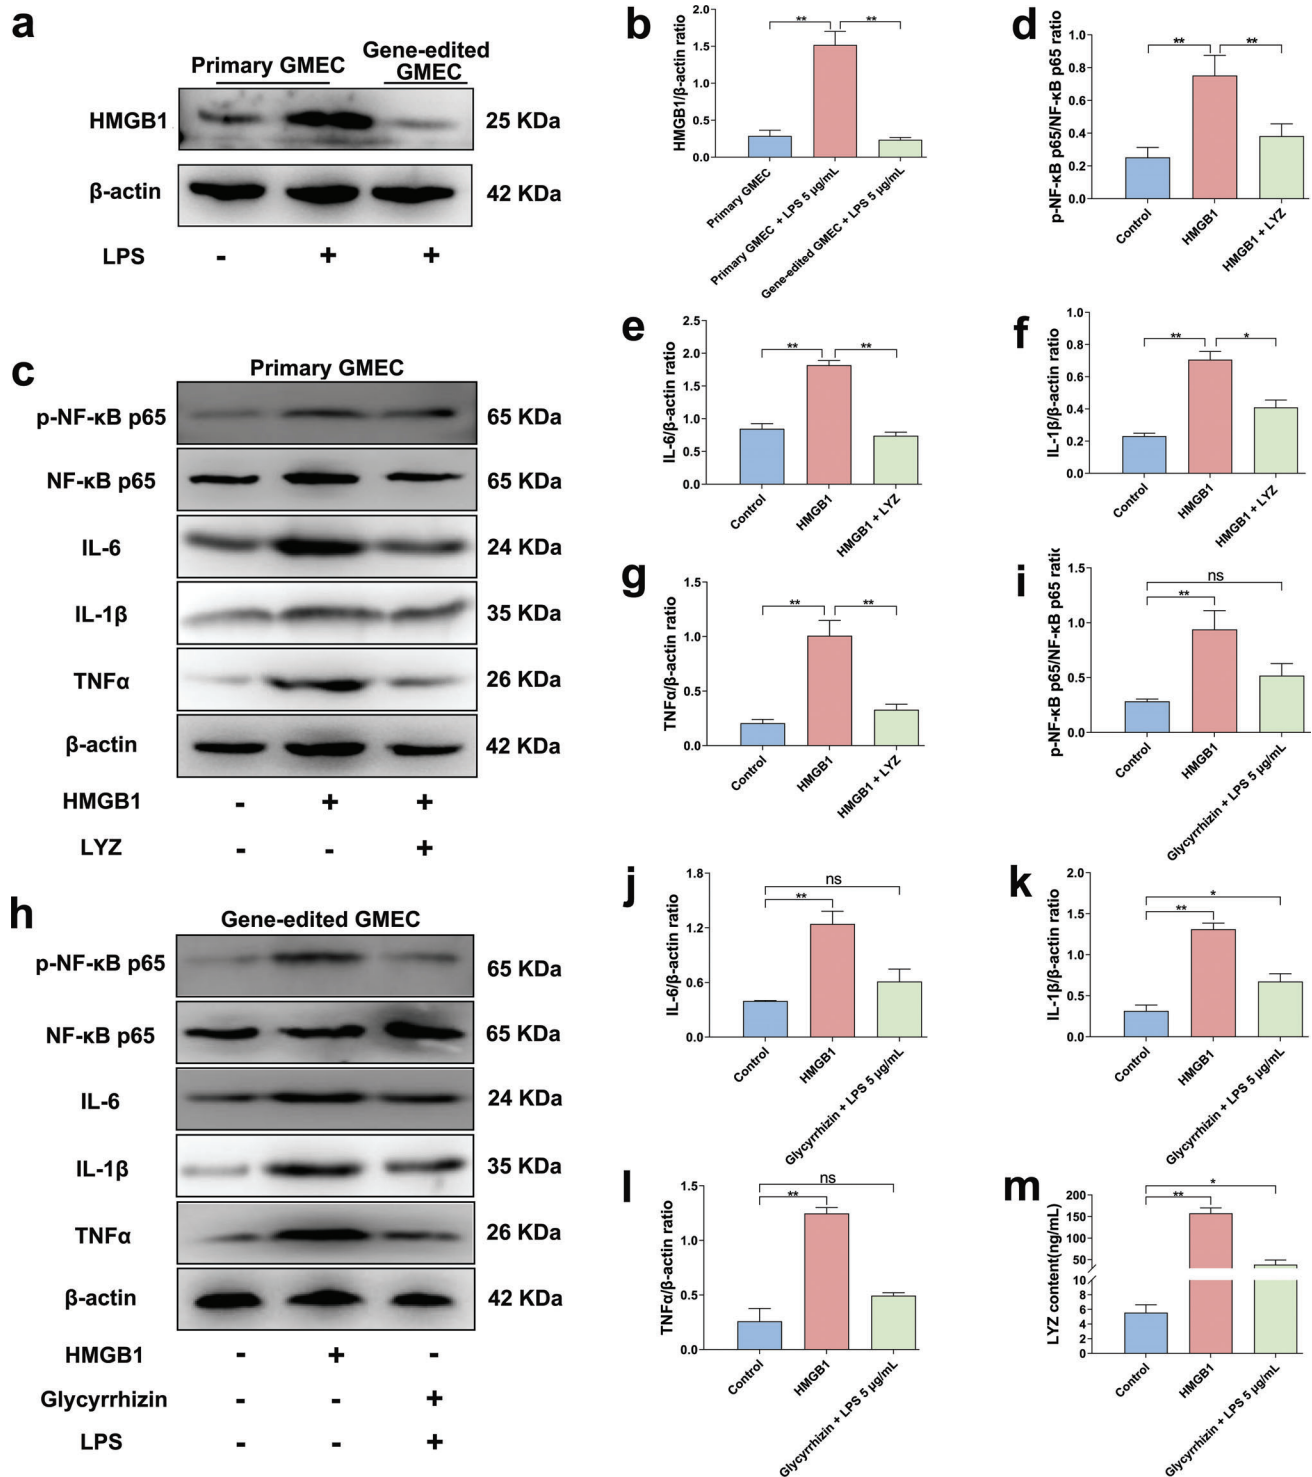 a
Primary GMEC
Gene-edited
GMEC
HMGB1
25 KDa
β-actin
42 KDa
LPS - + +
b
HMGB1/β-actin ratio
2.0
1.5
1.0
0.5
0.0
** **
Primary GMEC
Primary GMEC + LPS 5 μg/mL
Gene-edited GMEC + LPS 5 μg/mL
d
p-NF-κB p65/NF-κB p65 ratio
1.0
0.8
0.6
0.4
0.2
0.0
** **
Control
HMGB1
HMGB1 + LYZ
c
Primary GMEC
p-NF-κB p65 65 KDa
NF-κB p65 65 KDa
IL-6 24 KDa
IL-1β 35 KDa
TNFα 26 KDa
β-actin 42 KDa
HMGB1 - + +
LYZ - - +
e
IL-6/β-actin ratio
2.5
2.0
1.5
1.0
0.5
0.0
** **
Control
HMGB1
HMGB1 + LYZ
f
IL-1β/β-actin ratio
1.0
0.8
0.6
0.4
0.2
0.0
** *
Control
HMGB1
HMGB1 + LYZ
g
TNFα/β-actin ratio
1.5
1.0
0.5
0.0
** **
Control
HMGB1
HMGB1 + LYZ
i
p-NF-κB p65/NF-κB p65 ratio
1.5
1.0
0.5
0.0
ns
**
Control
HMGB1
Glycyrrhizin + LPS 5 μg/mL
h
Gene-edited GMEC
p-NF-κB p65 65 KDa
NF-κB p65 65 KDa
IL-6 24 KDa
IL-1β 35 KDa
TNFα 26 KDa
β-actin 42 KDa
HMGB1 - + -
Glycyrrhizin - - +
LPS - - +
j
IL-6/β-actin ratio
1.8
1.2
0.6
0.0
ns
**
Control
HMGB1
Glycyrrhizin + LPS 5 μg/mL
k
IL-1β/β-actin ratio
2.0
1.5
1.0
0.5
0.0
*
**
Control
HMGB1
Glycyrrhizin + LPS 5 μg/mL
l
TNFα/β-actin ratio
1.5
1.0
0.5
0.0
ns
**
Control
HMGB1
Glycyrrhizin + LPS 5 μg/mL
m
LYZ content(ng/mL)
200
150
100
50
10
8
6
4
2
0
*
**
Control
HMGB1
Glycyrrhizin + LPS 5 μg/mL